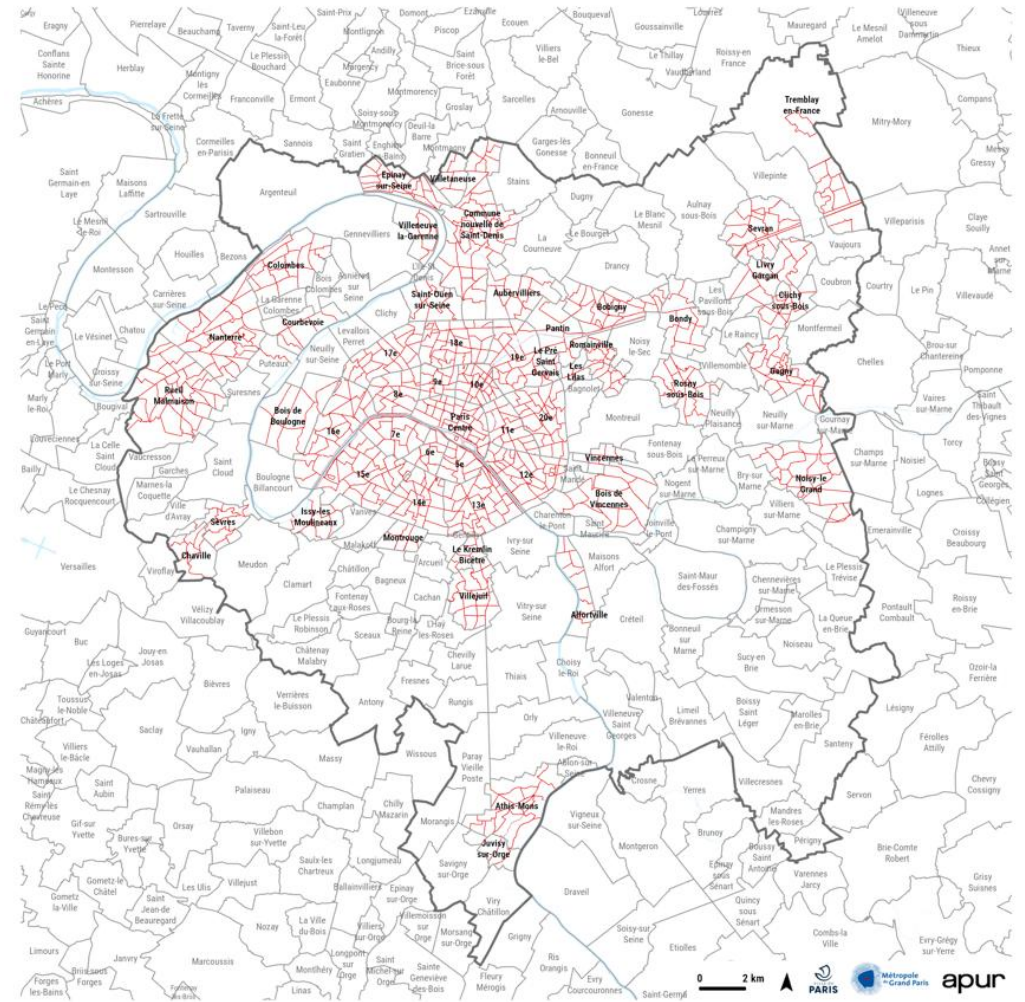 Eragny
Pierrelaye
Beauchamp
Taverny
Saint-Leu
la-Forêt
Saint-Prix
Montlignon
Domont
Ezanville
Piscop
Ecouen
Bouqueval
Goussainville
Louvres
Mauregard
Le Mesnil
Amelot
Villeneuve
sous
Dammartin
Thieux
Conflans
Sainte
Honorine
Herblay
Montigny
lès
Cormeilles
Le Plessis
Bouchard
Andilly
Margency
Eaubonne
Saint
Brice-sous
Forêt
Villiers
le-Bel
Le Thillay
Vaudherland
Roissy-en
France
Achères
La Frette
sur-Seine
Franconville
Ermont
Soisy-sous
Montmorency
Montmorency
Groslay
Sarcelles
Arnouville
Gonesse
Tremblay
en-France
Compans
Mitry-Mory
Cormeilles
en-Parisis
Sannois
Saint
Gratien
Enghien
les-Bains
Deuil-la
Barre
Montmagny
Garges-lès
Gonesse
Bonneuil
en-France
Messy
Gressy
Saint
Germain-en
Laye
Maisons
Laffitte
Argenteuil
Epinay
sur-Seine
Villetaneuse
Stains
Dugny
Villepinte
Le Mesnil
le-Roi
Sartrouville
Villeneuve
la-Garenne
Commune
nouvelle de
Saint-Denis
Le Blanc
Mesnil
Aulnay
sous-Bois
Sevran
Villeparisis
Claye
Souilly
Montesson
Houilles
Bezons
Gennevilliers
La
Courneuve
Le Bourget
Vaujours
Annet
sur
Marne
Carrières
sur-Seine
Colombes
Bois
Colombes
Asnières
sur
Seine
L'Ile-St
Denis
Drancy
Livry
Gargan
Coubron
Courtry
Le Pin
Villevaudé
Le Pecq
Saint
Germain
en-Laye
Le Vésinet
Chatou
La Garenne
Colombes
Courbevoie
Clichy
Saint-Ouen
sur-Seine
Aubervilliers
Bobigny
Bondy
Les
Pavillons
sous-Bois
Clichy
sous-Bois
Montfermeil
Le Port
Marly
Croissy
sur-Seine
Nanterre
Puteaux
Levallois
Perret
Neuilly
sur-Seine
17e
18e
19e
Pantin
Le Pré
Saint
Gervais
Romainville
Les
Lilas
Noisy
le-Sec
Le Raincy
Villemomble
Gagny
Chelles
Brou-sur
Chantereine
Pomponne
Marly
le-Roi
Bougival
Rueil
Malmaison
Suresnes
8e
9e
10e
Bagnolet
Rosny
sous-Bois
Vaires-sur
Marne
Saint
Thibault
des-Vignes
Louveciennes
La Celle
Saint
Cloud
Bois de
Boulogne
16e
7e
Paris
Centre
6e
5e
11e
20e
Montreuil
Neuilly
Plaisance
Neuilly
sur-Marne
Gournay
sur-Marne
Torcy
Bailly
Vaucresson
Garches
Saint
Cloud
15e
14e
13e
12e
Vincennes
Saint
Mandé
Fontenay
sous-Bois
Le Perreux
sur-Marne
Nogent
sur-Marne
Bry-sur
Marne
Noisy-le
Grand
Champs
sur-Marne
Noisiel
Bussy
Saint
Georges
Le Chesnay
Rocquencourt
Marnes-la
Coquette
Ville
d'Avray
Boulogne
Billancourt
Bois de
Vincennes
Villiers
sur-Marne
Lognes
Collégien
Sèvres
Issy-les
Moulineaux
Vanves
Malakoff
Montrouge
Charenton
le-Pont
Saint
Maurice
Joinville
le-Pont
Champigny
sur-Marne
Emerainville
Croissy
Beaubourg
Versailles
Chaville
Viroflay
Meudon
Clamart
Châtillon
Bagneux
Arcueil
Le Kremlin
Bicêtre
Ivry-sur
Seine
Maisons
Alfort
Saint-Maur
des-Fossés
Chennevières
sur-Marne
Le Plessis
Trévise
Vélizy
Villacoublay
Fontenay
aux-Roses
Cachan
Villejuif
Vitry-sur
Seine
Alfortville
Créteil
Ormesson
sur-Marne
La Queue
en-Brie
Pontault
Combault
Roissy
en-Brie
Guyancourt
Buc
Jouy-en
Josas
Le Plessis
Robinson
Sceaux
Bourg-la
Reine
L'Haÿ
les-Roses
Bonneuil
sur
Marne
Noiseau
Les Loges
en-Josas
Châtenay
Malabry
Chevilly
Larue
Choisy
le-Roi
Sucy-en
Brie
Ozoir-la
Ferrière
Toussus
le-Noble
Châteaufort
Bièvres
Verrières
le-Buisson
Antony
Fresnes
Rungis
Thiais
Valenton
Limeil
Brévannes
Boissy
Saint
Léger
Marolles
en-Brie
Lésigny
Saclay
Igny
Orly
Villeneuve
Saint
Georges
Santeny
Férolles
Attilly
Villiers
le-Bâcle
Vauhallan
Massy
Wissous
Paray
Vieille
Poste
Villeneuve
le-Roi
Ablon-sur
Seine
Crosne
Yerres
Villecresnes
Servon
Chevry
Cossigny
Magny-les
Hameaux
Saint
Aubin
Palaiseau
Champlan
Chilly
Mazarin
Morangis
Athis-Mons
Vigneux
sur-Seine
Mandres
les-Roses
Saint
Rémy-lès
Chevreuse
Gif-sur
Yvette
Orsay
Bures-sur
Yvette
Villebon
sur-Yvette
Juvisy
sur-Orge
Montgeron
Brunoy
Boussy
Saint
Antoine
Périgny
Brie-Comte
Robert
Saulx-les
Chartreux
Longjumeau
Savigny
sur-Orge
Epinay
sous
Sénart
Varennes
Jarcy
Grisy
Suisnes
Gometz-le
Châtel
Les Ulis
Villejust
Ballainvilliers
Epinay
sur-Orge
Viry
Châtillon
Draveil
Quincy
sous
Sénart
Gometz
la-Ville
Saint
Jean-de
Beauregard
Nozay
La Ville
du-Bois
Villiers
sur-Orge
Villemoisson
sur
Orge
Morsang
sur-Orge
Grigny
Soisy-sur
Seine
Etiolles
Combs-la
Ville
Evry-Grégy
sur-Yerre
Limours
Janvry
Marcoussis
Longpont
sur
Orge
Ris
Orangis
Forges
les-Bains
Briis-sous
Forges
Fontenay
lès-Briis
Montlhéry
Linas
Saint
Michel-sur
Orge
Sainte
Geneviève
des-Bois
Fleury
Mérogis
Evry
Courcouronnes
Saint-Germa
0 2 km
VILLE DE
PARIS
Métropole
du Grand Paris
apur